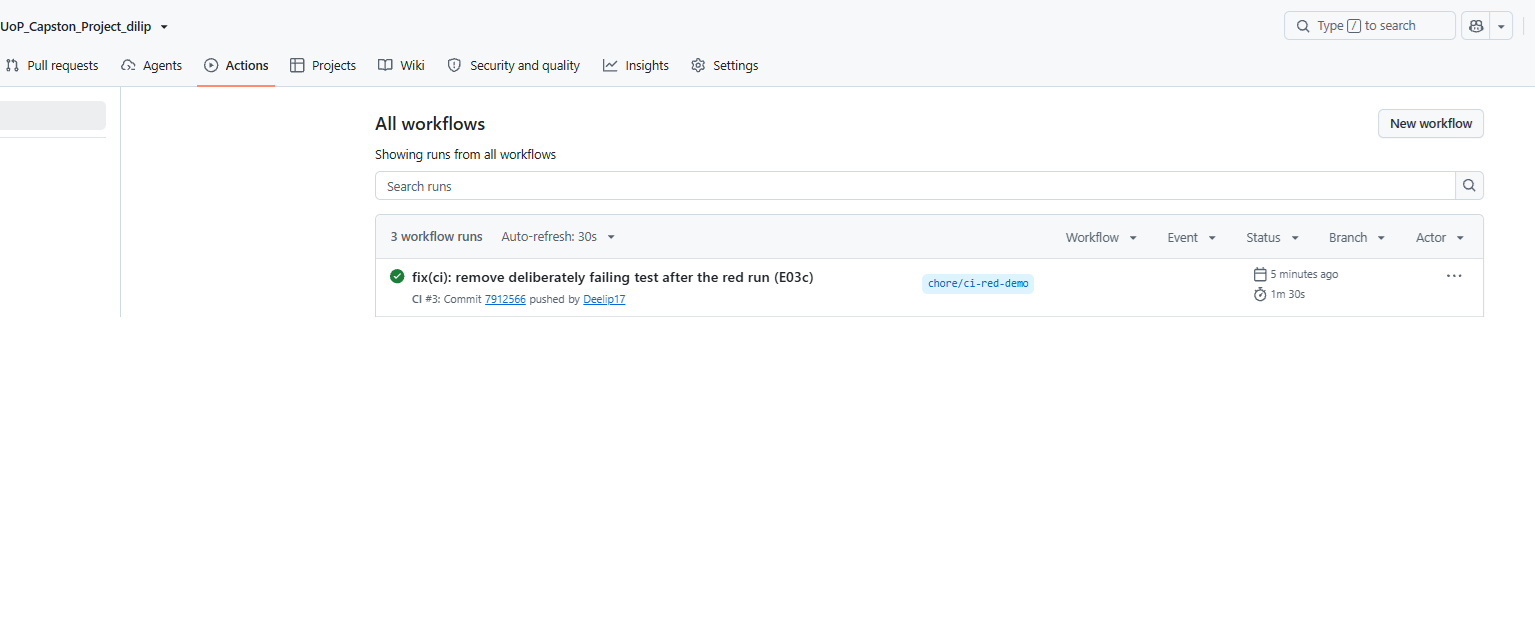 UoP_Capston_Project_dilip
Type / to search
Pull requests Agents Actions Projects Wiki Security and quality Insights Settings
All workflows
New workflow
Showing runs from all workflows
Search runs
3 workflow runs Auto-refresh: 30s Workflow Event Status Branch Actor
fix(ci): remove deliberately failing test after the red run (E03c)
CI #3: Commit 7912566 pushed by Deelip17
chore/ci-red-demo
5 minutes ago
1m 30s